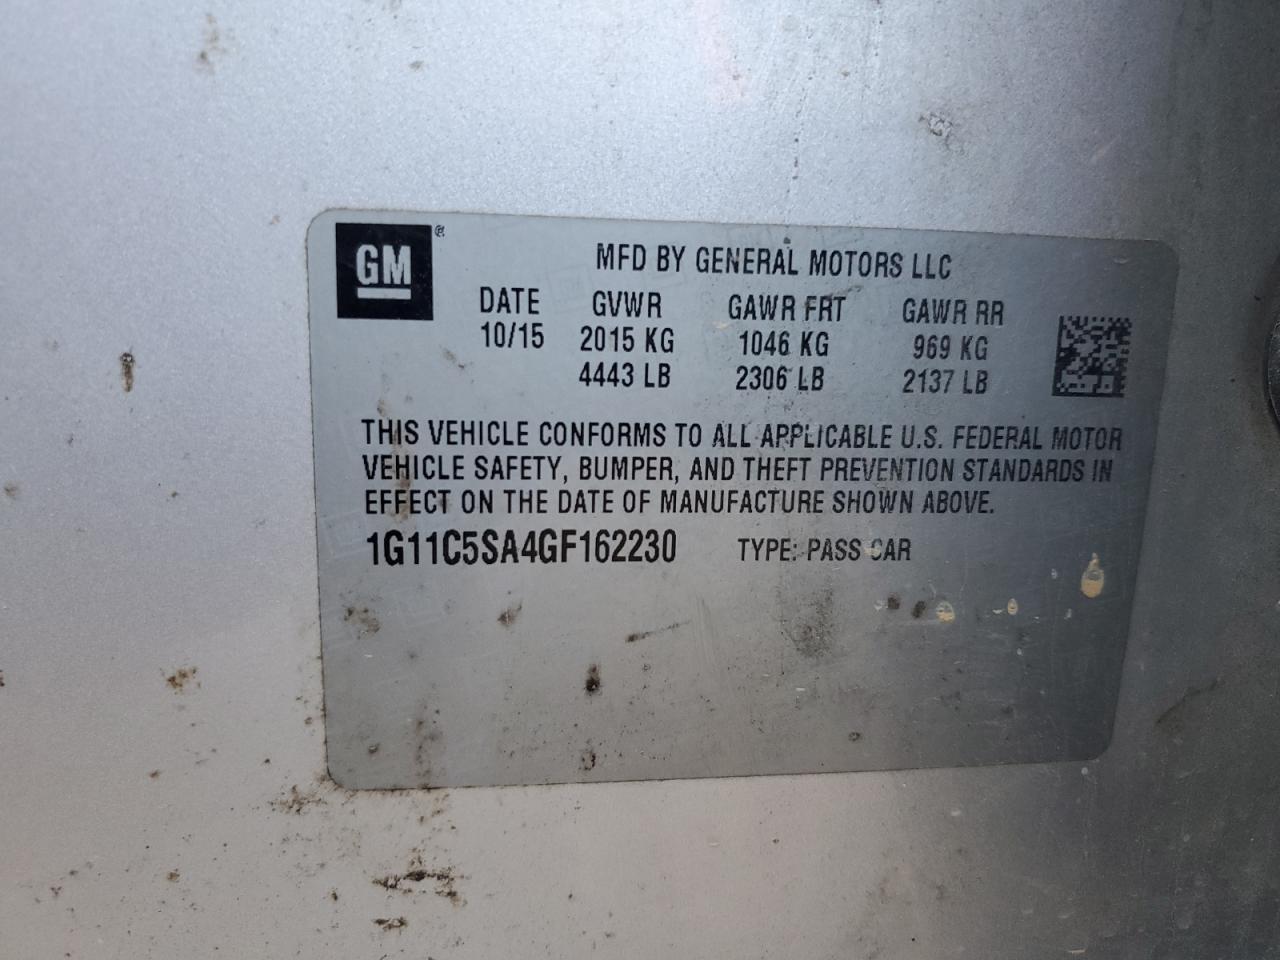 GM®
MFD BY GENERAL MOTORS LLC
DATE GVWR GAWR FRT GAWR RR
10/15 2015 KG 1046 KG 969 KG
4443 LB 2306 LB 2137 LB
THIS VEHICLE CONFORMS TO ALL APPLICABLE U.S. FEDERAL MOTOR
VEHICLE SAFETY, BUMPER, AND THEFT PREVENTION STANDARDS IN
EFFECT ON THE DATE OF MANUFACTURE SHOWN ABOVE.
1G11C5SA4GF162230 TYPE: PASS CAR